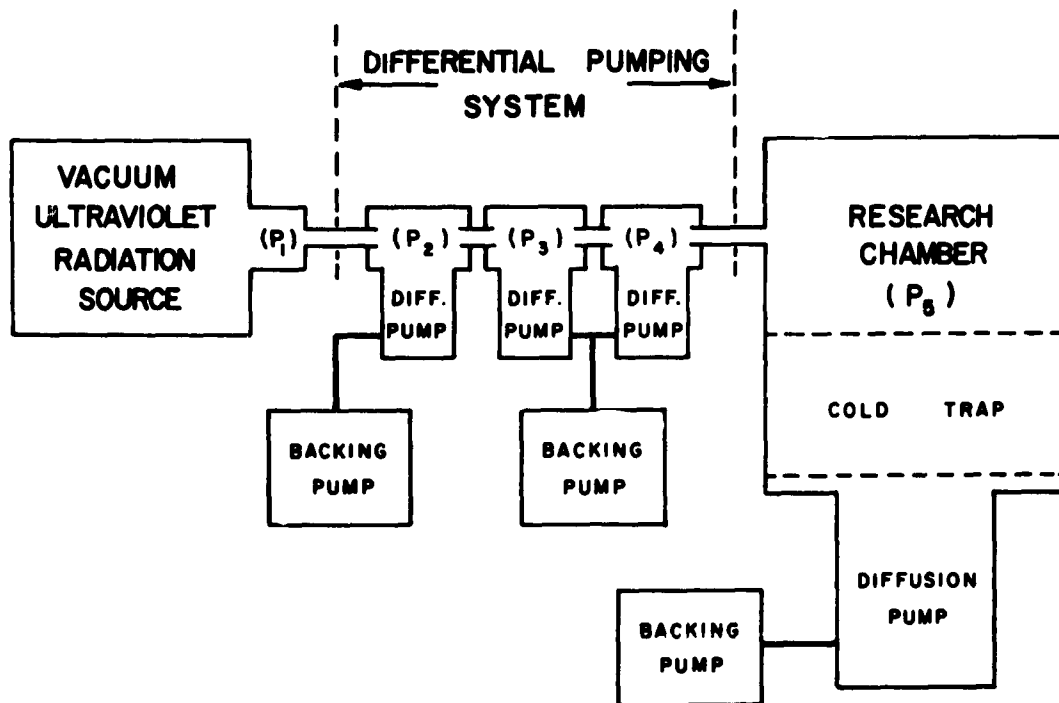 DIFFERENTIAL PUMPING
SYSTEM
VACUUM
ULTRAVIOLET
RADIATION
SOURCE
(P₁)
(P₂)
(P₃)
(P₄)
DIFF.
PUMP
DIFF.
PUMP
DIFF.
PUMP
RESEARCH
CHAMBER
(P₅)
COLD TRAP
BACKING
PUMP
BACKING
PUMP
DIFFUSION
PUMP
BACKING
PUMP